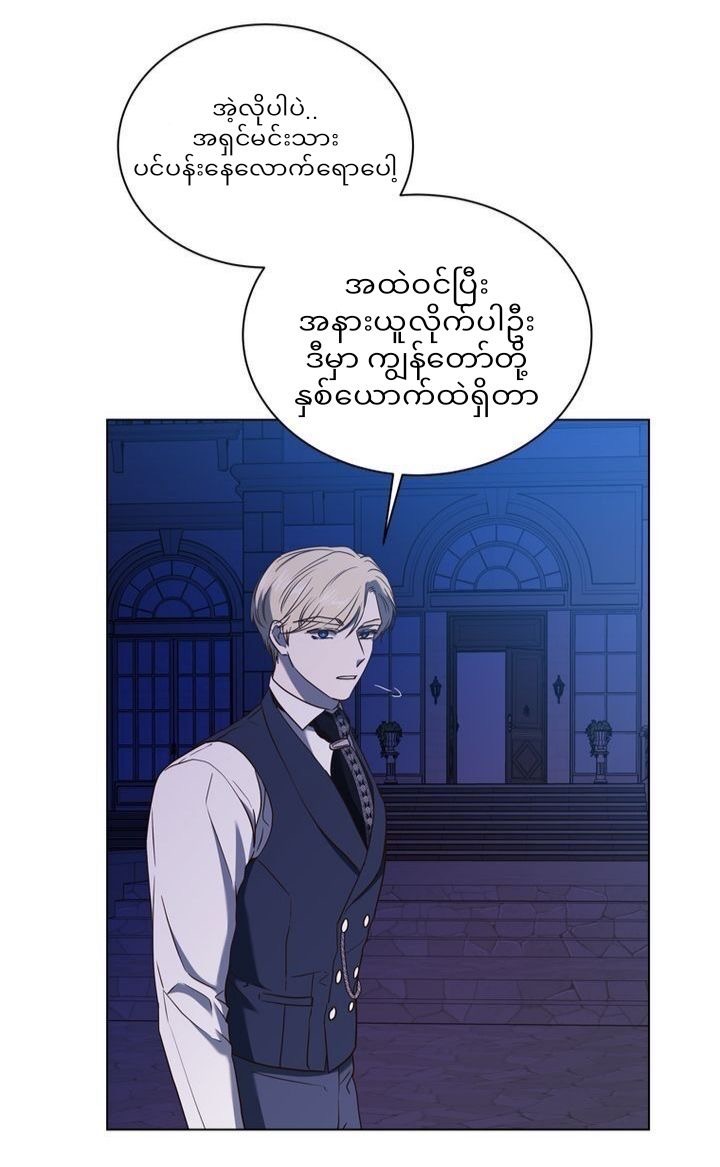 အဲ့လိုပါပဲ..
အရှင်မင်းသား
ပင်ပန်းနေလောက်ရောပေါ့
အထဲဝင်ပြီး
အနားယူလိုက်ပါဦး
ဒီမှာ ကျွန်တော်တို့
နှစ်ယောက်ထဲရှိတာ